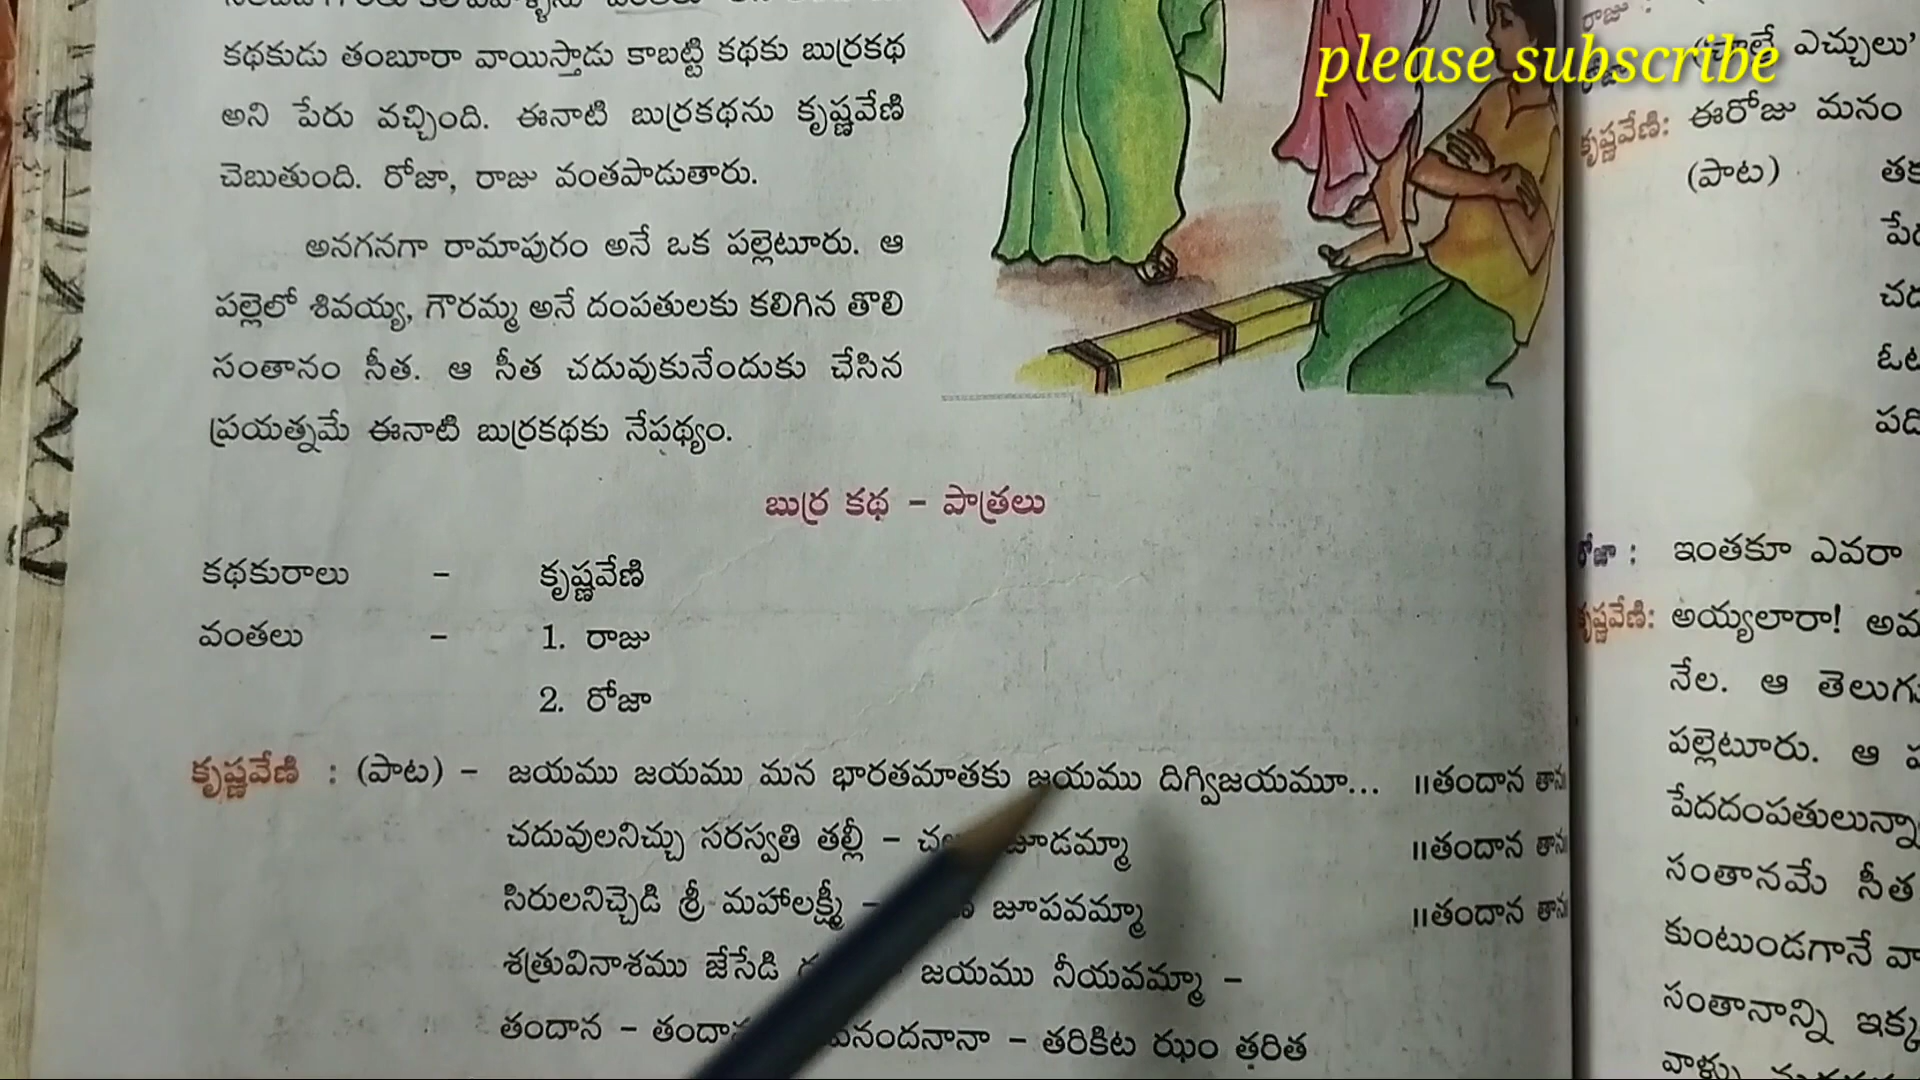 కథకుడు తంబూరా వాయిస్తాడు కాబట్టి కథకు బుర్రకథ
అని పేరు వచ్చింది. ఈనాటి బుర్రకథను కృష్ణవేణి
చెబుతుంది. రోజా, రాజు వంతపాడుతారు.
అనగనగా రామాపురం అనే ఒక పల్లెటూరు. ఆ
పల్లెలో శివయ్య, గౌరమ్మ అనే దంపతులకు కలిగిన తొలి
సంతానం సీత. ఆ సీత చదువుకునేందుకు చేసిన
ప్రయత్నమే ఈనాటి బుర్రకథకు నేపథ్యం.
బుర్ర కథ - పాత్రలు
కథకురాలు - కృష్ణవేణి
వంతలు - 1. రాజు
2. రోజా
కృష్ణవేణి : (పాట) - జయము జయము మన భారతమాతకు జయము దిగ్విజయమూ... ||తందాన
చదువులనిచ్చు సరస్వతి తల్లీ - జూడమ్మా ||తందాన
సిరులనిచ్చెడి శ్రీ మహాలక్ష్మీ - జూపవమ్మా ||తందాన
శత్రువినాశము జేసేడి జయము నీయవమ్మా -
తందాన - - తరికిట ఝం తరిత
please subscribe
ఎచ్చులు'
కృష్ణవేణి: ఈరోజు మనం
(పాట)
రోజా : ఇంతకూ ఎవరా
కృష్ణవేణి: అయ్యలారా!
నేల. ఆ
పల్లెటూరు. ఆ
సంతానమే సీత
కుంటుండగానే
సంతానాన్ని